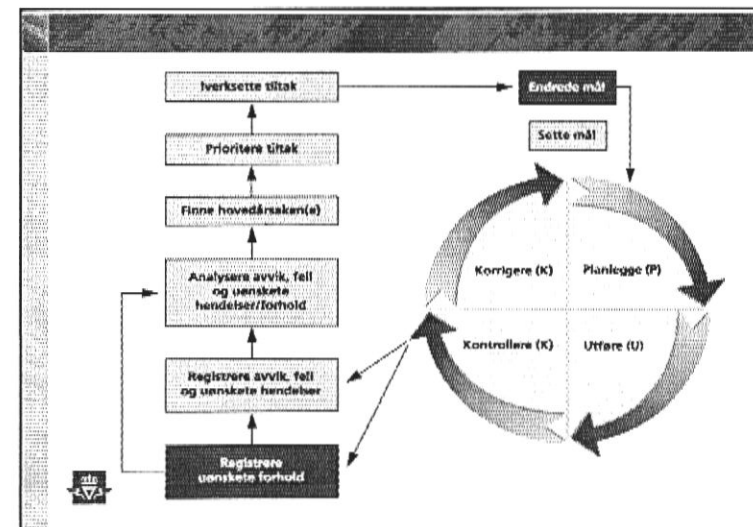 Iverksette tiltak
Endrede mål
Sette mål
Prioritere tiltak
Finne hovedårsaken(e)
Korrigere (K)
Planlegge (P)
Analysere avvik, feil
og uønskete
hendelser/forhold
Kontrollere (K)
Utføre (U)
Registrere avvik, feil
og uønskete hendelser
Registrere
uønskete forhold